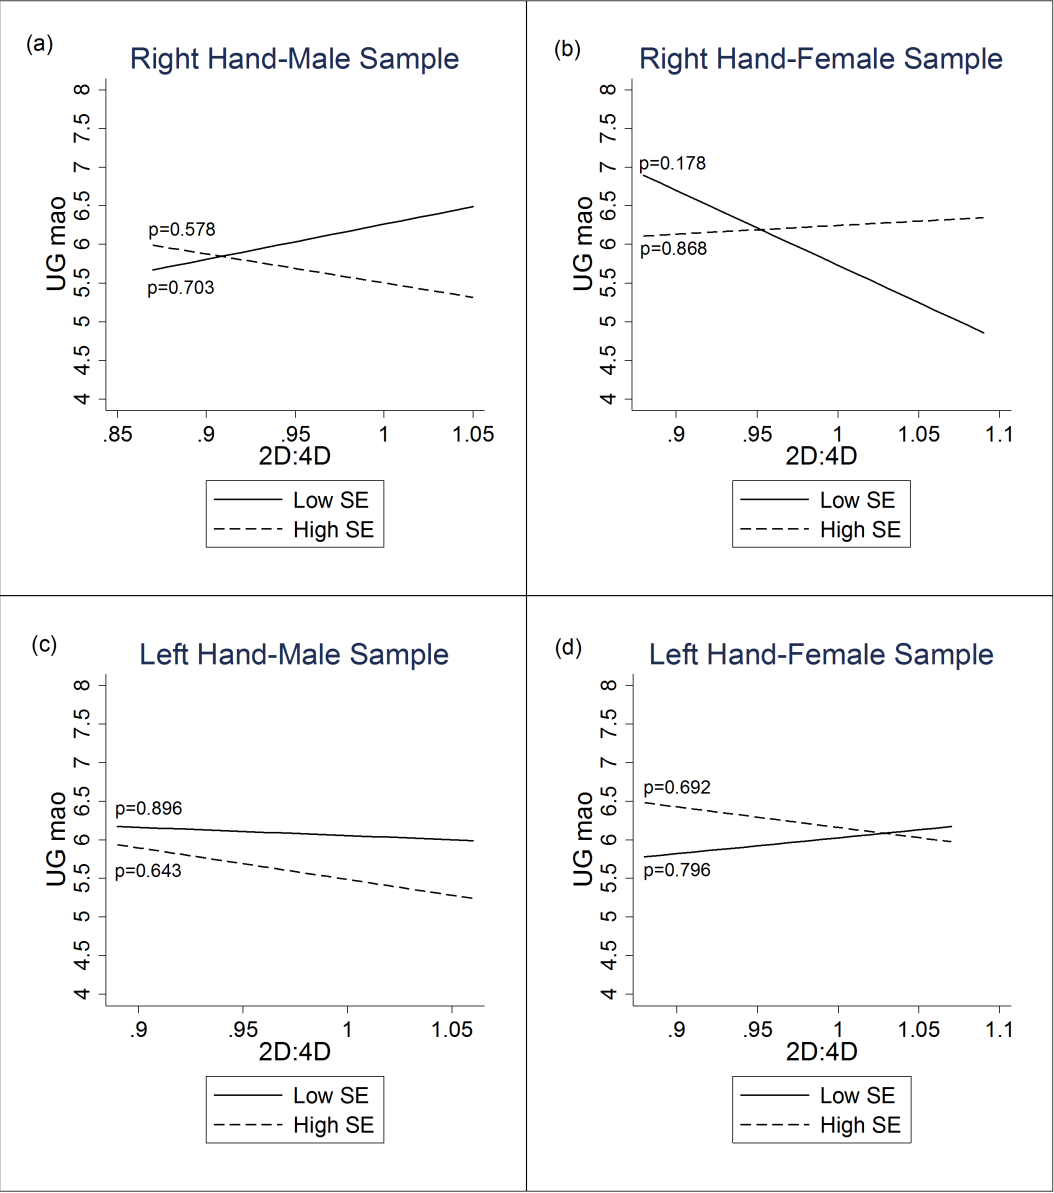 (a)
Right Hand-Male Sample
UG mao
8
7.5
7
6.5
6
5.5
5
4.5
4
p=0.578
p=0.703
.85 .9 .95 1 1.05
2D:4D
Low SE
High SE
(b)
Right Hand-Female Sample
UG mao
8
7.5
7
6.5
6
5.5
5
4.5
4
p=0.178
p=0.868
.9 .95 1 1.05 1.1
2D:4D
Low SE
High SE
(c)
Left Hand-Male Sample
UG mao
8
7.5
7
6.5
6
5.5
5
4.5
4
p=0.896
p=0.643
.9 .95 1 1.05
2D:4D
Low SE
High SE
(d)
Left Hand-Female Sample
UG mao
8
7.5
7
6.5
6
5.5
5
4.5
4
p=0.692
p=0.796
.9 .95 1 1.05 1.1
2D:4D
Low SE
High SE